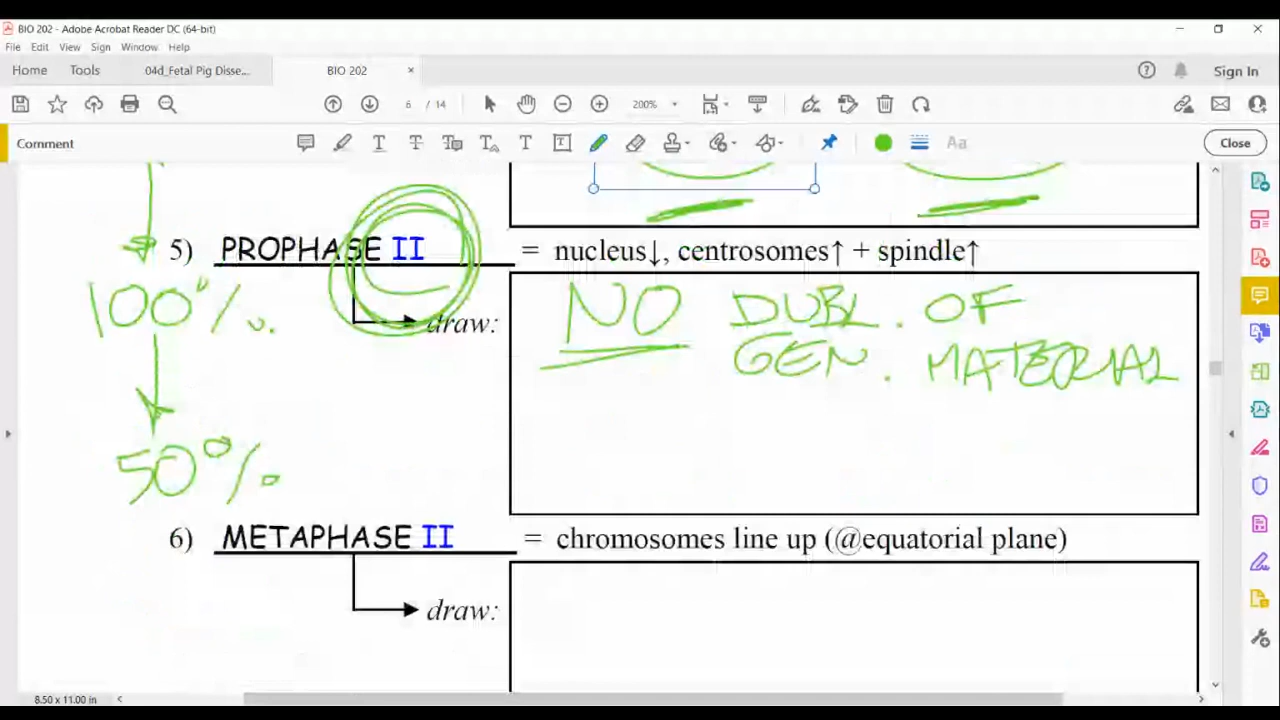 BIO 202 - Adobe Acrobat Reader DC (64-bit)
File Edit View Sign Window Help
Home Tools 04d_Fetal Pig Disse... BIO 202 × Sign In
6 / 14 200%
Comment Close
5) PROPHASE II = nucleus↓, centrosomes↑ + spindle↑
draw:
NO DUBL. OF
GEN. MATERIAL
100%
50%
6) METAPHASE II = chromosomes line up (@equatorial plane)
draw:
8.50 x 11.00 in